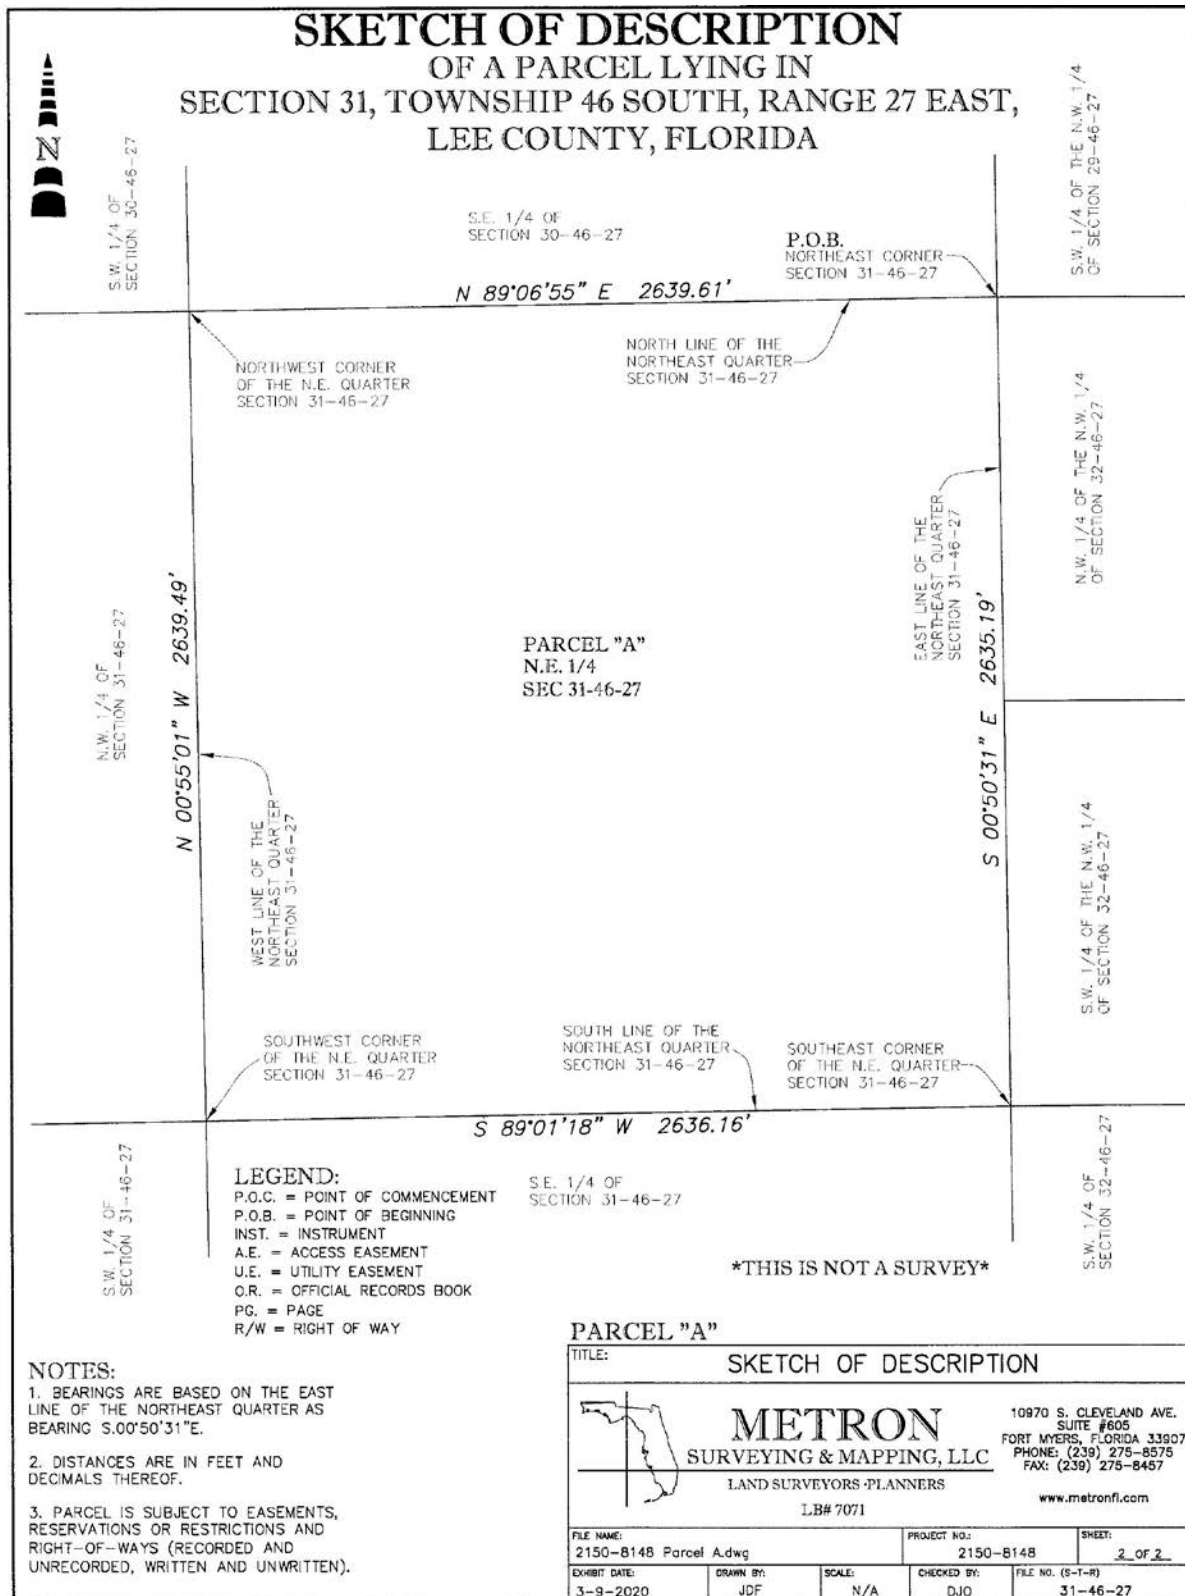 SKETCH OF DESCRIPTION
OF A PARCEL LYING IN
SECTION 31, TOWNSHIP 46 SOUTH, RANGE 27 EAST,
LEE COUNTY, FLORIDA
N
S.W. 1/4 OF
SECTION 30-46-27
S.E. 1/4 OF
SECTION 30-46-27
P.O.B.
NORTHEAST CORNER
SECTION 31-46-27
S.W. 1/4 OF THE N.W. 1/4
OF SECTION 29-46-27
N 89°06'55" E 2639.61'
NORTHWEST CORNER
OF THE N.E. QUARTER
SECTION 31-46-27
NORTH LINE OF THE
NORTHEAST QUARTER
SECTION 31-46-27
N.W. 1/4 OF THE N.W. 1/4
OF SECTION 32-46-27
EAST LINE OF THE
NORTHEAST QUARTER
SECTION 31-46-27
S 00°50'31" E 2635.19'
N.W. 1/4 OF
SECTION 31-46-27
N 00°55'01" W 2639.49'
PARCEL "A"
N.E. 1/4
SEC 31-46-27
WEST LINE OF THE
NORTHEAST QUARTER
SECTION 31-46-27
S.W. 1/4 OF THE N.W. 1/4
OF SECTION 32-46-27
SOUTHWEST CORNER
OF THE N.E. QUARTER
SECTION 31-46-27
SOUTH LINE OF THE
NORTHEAST QUARTER
SECTION 31-46-27
SOUTHEAST CORNER
OF THE N.E. QUARTER
SECTION 31-46-27
S 89°01'18" W 2636.16'
S.W. 1/4 OF
SECTION 31-46-27
S.E. 1/4 OF
SECTION 31-46-27
S.W. 1/4 OF
SECTION 32-46-27
LEGEND:
P.O.C. = POINT OF COMMENCEMENT
P.O.B. = POINT OF BEGINNING
INST. = INSTRUMENT
A.E. = ACCESS EASEMENT
U.E. = UTILITY EASEMENT
O.R. = OFFICIAL RECORDS BOOK
PG. = PAGE
R/W = RIGHT OF WAY
*THIS IS NOT A SURVEY*
NOTES:
1. BEARINGS ARE BASED ON THE EAST
LINE OF THE NORTHEAST QUARTER AS
BEARING S.00°50'31"E.
2. DISTANCES ARE IN FEET AND
DECIMALS THEREOF.
3. PARCEL IS SUBJECT TO EASEMENTS,
RESERVATIONS OR RESTRICTIONS AND
RIGHT-OF-WAYS (RECORDED AND
UNRECORDED, WRITTEN AND UNWRITTEN).
PARCEL "A"
TITLE:
SKETCH OF DESCRIPTION
METRON
SURVEYING & MAPPING, LLC
LAND SURVEYORS·PLANNERS
LB# 7071
10970 S. CLEVELAND AVE.
SUITE #605
FORT MYERS, FLORIDA 33907
PHONE: (239) 275-8575
FAX: (239) 275-8457
www.metronfl.com
FILE NAME:
2150-8148 Parcel A.dwg
PROJECT NO.:
2150-8148
SHEET:
2 OF 2
EXHIBIT DATE:
3-9-2020
DRAWN BY:
JDF
SCALE:
N/A
CHECKED BY:
DJO
FILE NO. (S-T-R)
31-46-27